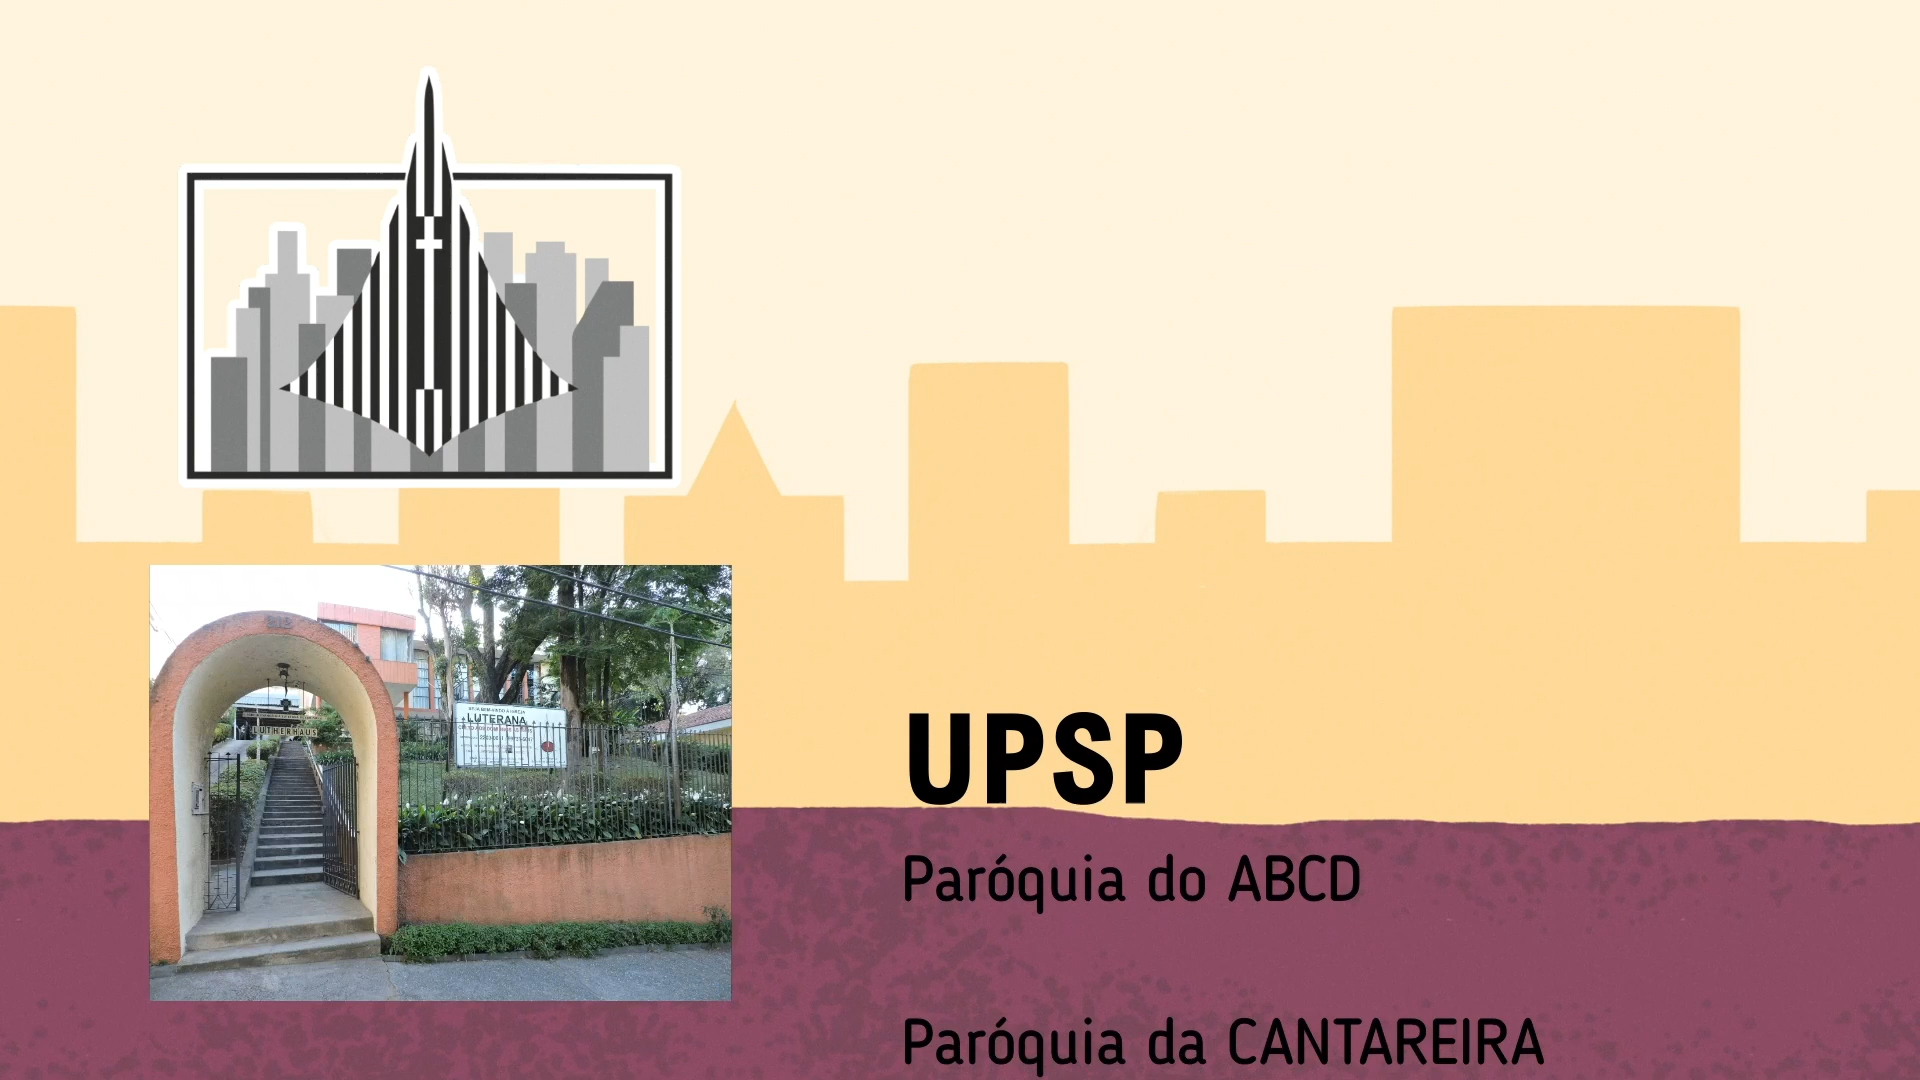 LUTHERHAUS
LUTERANA
UPSP
Paróquia do ABCD
Paróquia da CANTAREIRA